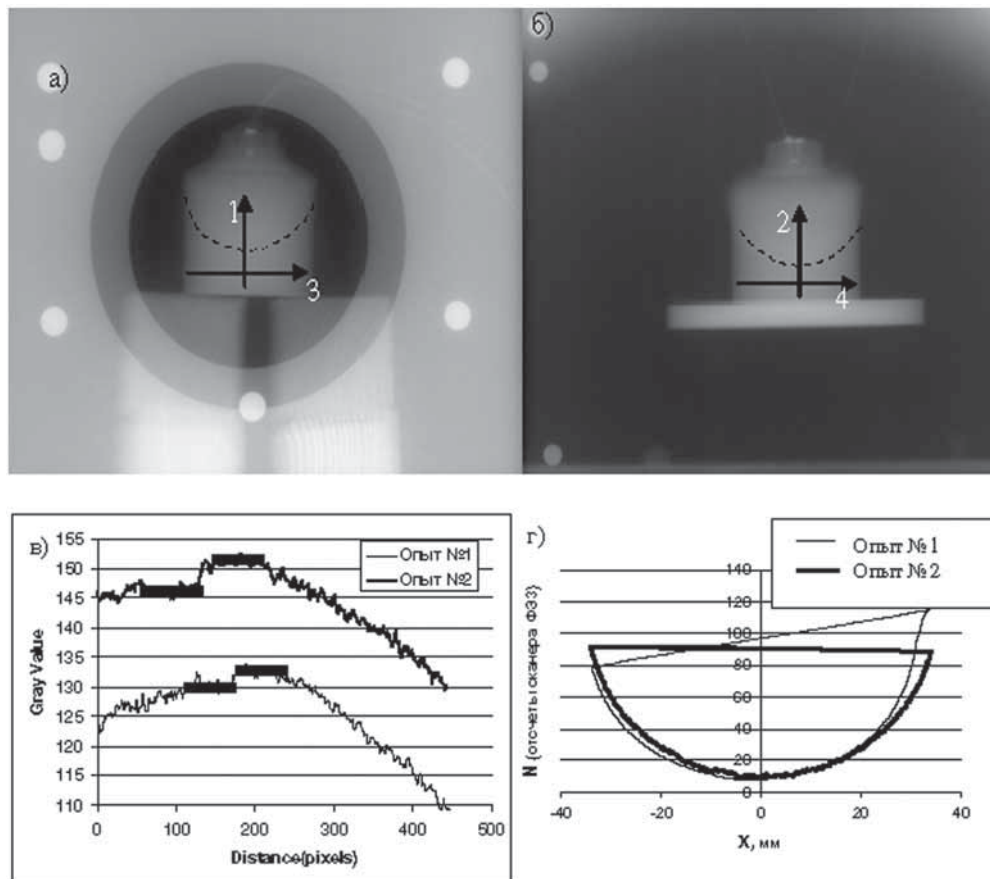 а)
1
3
б)
2
4
в)
155
150
145
140
135
130
125
120
115
110
Gray Value
0
100
200
300
400
500
Distance(pixels)
Опыт №1
Опыт №2
г)
Опыт №1
Опыт №2
140
120
100
80
60
40
20
0
N (отсчеты сканера ФЭЗ)
-40
-20
0
20
40
X, мм